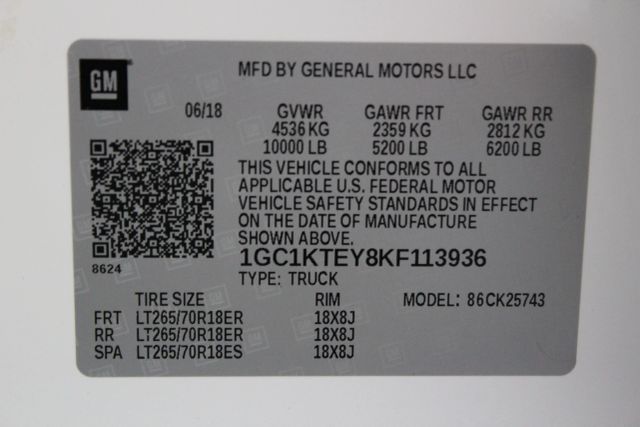 GM
MFD BY GENERAL MOTORS LLC
06/18 GVWR GAWR FRT GAWR RR
4536 KG 2359 KG 2812 KG
10000 LB 5200 LB 6200 LB
THIS VEHICLE CONFORMS TO ALL
APPLICABLE U.S. FEDERAL MOTOR
VEHICLE SAFETY STANDARDS IN EFFECT
ON THE DATE OF MANUFACTURE
SHOWN ABOVE.
8624
1GC1KTEY8KF113936
TYPE: TRUCK
TIRE SIZE RIM MODEL: 86CK25743
FRT LT265/70R18ER 18X8J
RR LT265/70R18ER 18X8J
SPA LT265/70R18ES 18X8J